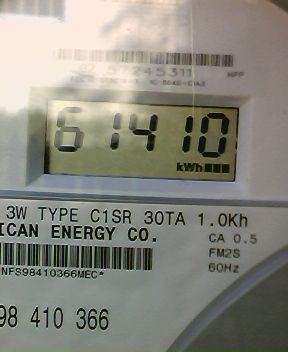 245311
61410
kWh
3W TYPE C1SR 30TA 1.0Kh
ICAN ENERGY CO.
CA 0.5
FM2S
60Hz
NFS98410366MEC*
98 410 366